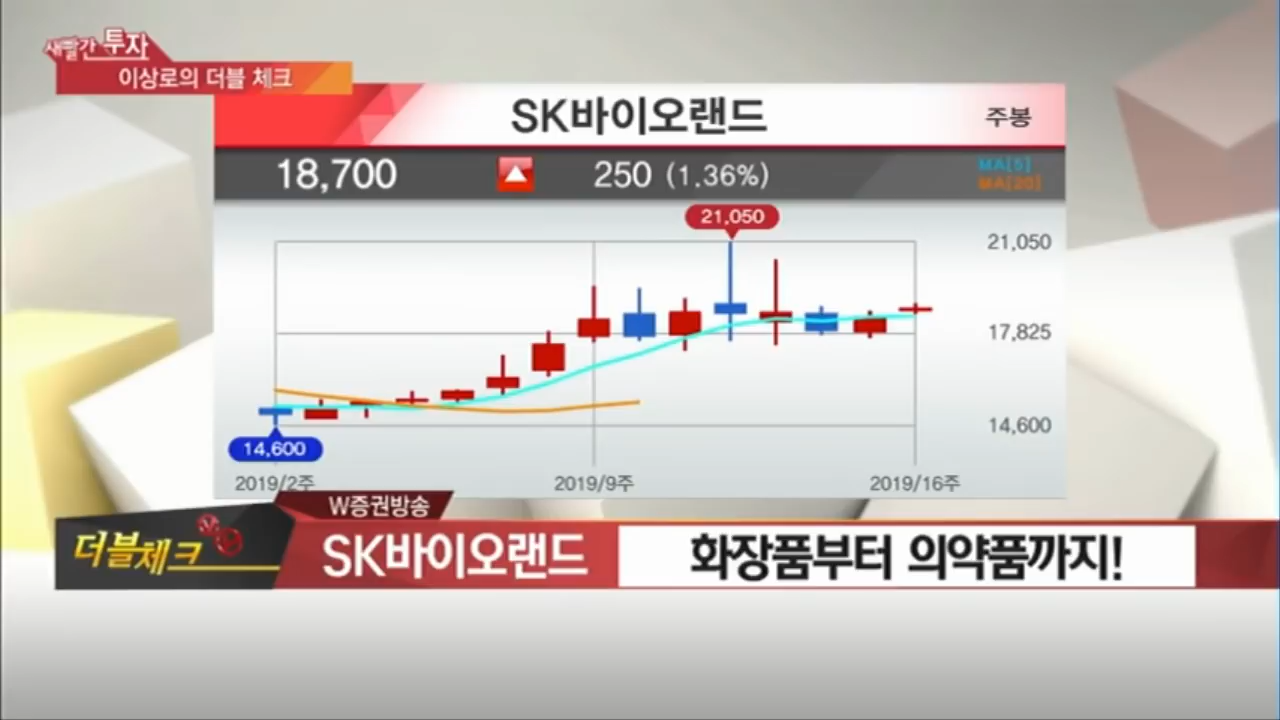 새빨간 투자
이상로의 더블 체크
SK바이오랜드
주봉
18,700
250 (1.36%)
MA[5]
MA[20]
21,050
21,050
17,825
14,600
14,600
2019/2주
2019/9주
2019/16주
W증권방송
더블체크
SK바이오랜드
화장품부터 의약품까지!